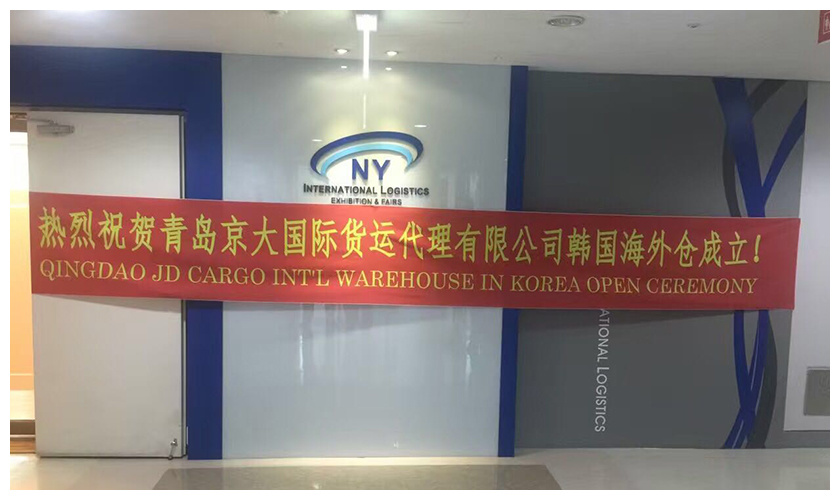 NY
INTERNATIONAL LOGISTICS
EXHIBITION & FAIRS
热烈祝贺青岛京大国际货运代理有限公司韩国海外仓成立！
QINGDAO JD CARGO INT'L WAREHOUSE IN KOREA OPEN CEREMONY
ATIONAL LOGISTICS